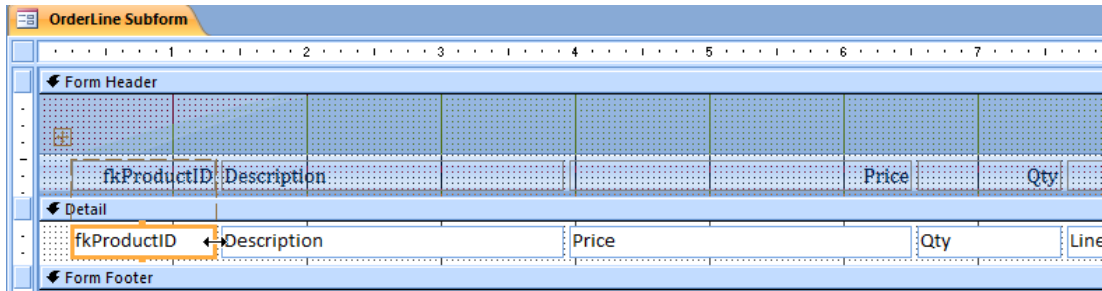 OrderLine Subform
1 2 3 4 5 6 7
Form Header
fkProductID Description Price Qty
Detail
fkProductID Description Price Qty Line
Form Footer